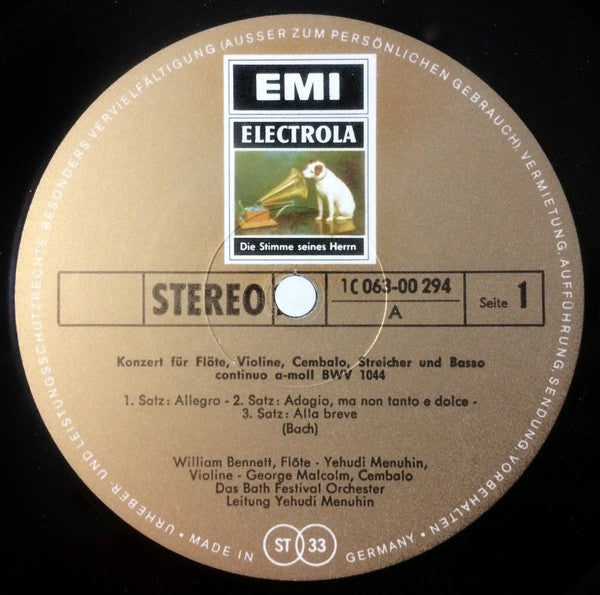 URHEBER- UND LEISTUNGSSCHUTZRECHTE, BESONDERS VERVIELFÄLTIGUNG (AUSSER ZUM PERSÖNLICHEN GEBRAUCH), VERMIETUNG, AUFFÜHRUNG, SENDUNG, VORBEHALTEN
EMI
ELECTROLA
Die Stimme seines Herrn
STEREO
1C 063-00 294
A
Seite 1
Konzert für Flöte, Violine, Cembalo, Streicher und Basso
continuo a-moll BWV 1044
1. Satz: Allegro - 2. Satz: Adagio, ma non tanto e dolce -
3. Satz: Alla breve
(Bach)
William Bennett, Flöte - Yehudi Menuhin,
Violine - George Malcolm, Cembalo
Das Bath Festival Orchester
Leitung Yehudi Menuhin
• MADE IN ST 33 GERMANY •